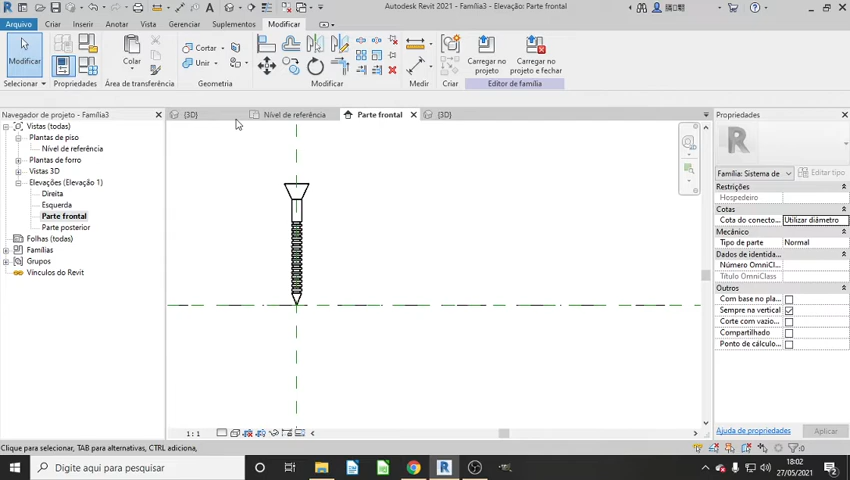 Autodesk Revit 2021 - Família3 - Elevação: Parte frontal
Arquivo Criar Inserir Anotar Vista Gerenciar Suplementos Modificar
Modificar
Cortar
Unir
Colar
Carregar no projeto
Carregar no projeto e fechar
Selecionar Propriedades Área de transferência Geometria Modificar Medir Criar Editor de família
Navegador de projeto - Família3
{3D} Nível de referência Parte frontal {3D}
Propriedades
Vistas (todas)
Plantas de piso
Nível de referência
Plantas de forro
Vistas 3D
Elevações (Elevação 1)
Direita
Esquerda
Parte frontal
Parte posterior
Folhas (todas)
Famílias
Grupos
Vínculos do Revit
R
Família: Sistema de Editar tipo
Restrições
Hospedeiro
Cotas
Cota do conecto... Utilizar diâmetro
Mecânico
Tipo de parte Normal
Dados de identida...
Número OmniCl...
Título OmniClass
Outros
Com base no pla...
Sempre na vertical
Corte com vazio...
Compartilhado
Ponto de cálculo...
1 : 1
Ajuda de propriedades Aplicar
Clique para selecionar, TAB para alternativas, CTRL adiciona,
:0
Digite aqui para pesquisar
18:02
27/05/2021
2